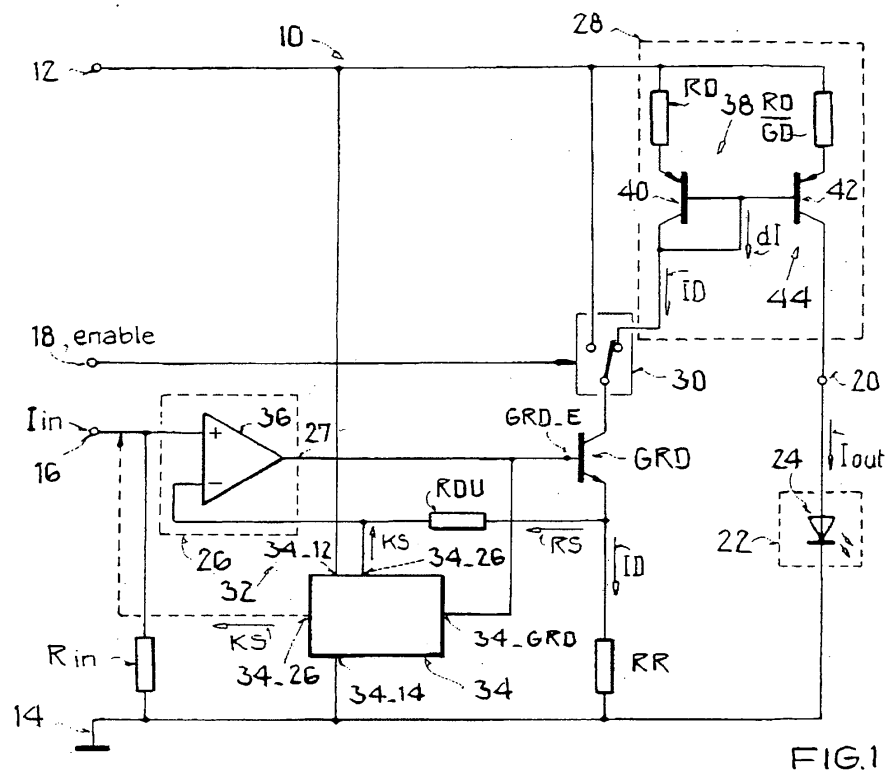 28
10
12
RD
38
RD
GD
40
42
dI
ID
44
18 enable
30
20
Iin
16
36
27
GRD_E
GRD
24
Iout
RDU
RS
22
KS
26
34_12
34_26
32
ID
KS
34_GRD
Rin
34_26
34_14
34
RR
14
FIG.1